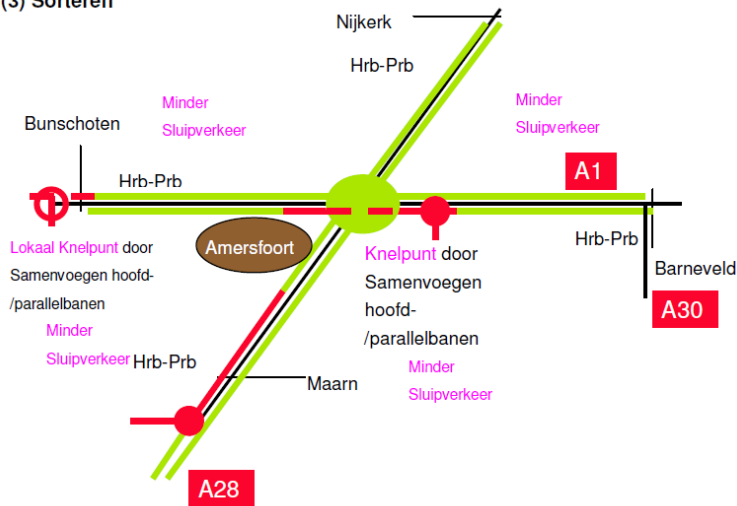 (3) Sorteren
Nijkerk
Hrb-Prb
Minder
Sluipverkeer
Minder
Sluipverkeer
Bunschoten
Hrb-Prb
A1
Lokaal Knelpunt door
Samenvoegen hoofd-
/parallelbanen
Minder
Sluipverkeer
Hrb-Prb
Amersfoort
Knelpunt door
Samenvoegen
hoofd-
/parallelbanen
Minder
Sluipverkeer
Hrb-Prb
Barneveld
A30
Maarn
A28